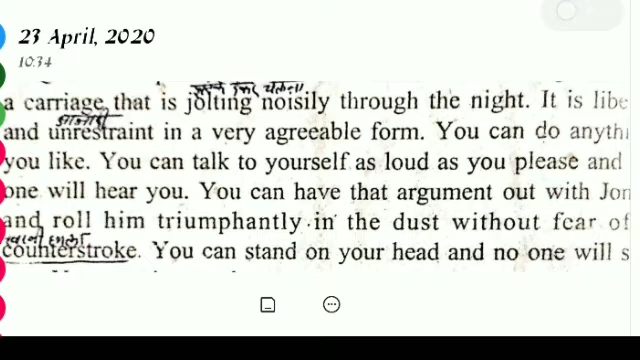 23 April, 2020
10:34
a carriage that is jolting noisily through the night. It is libe
and unrestraint in a very agreeable form. You can do anythi
you like. You can talk to yourself as loud as you please and
one will hear you. You can have that argument out with Jon
and roll him triumphantly in the dust without fear of
counterstroke. You can stand on your head and no one will s